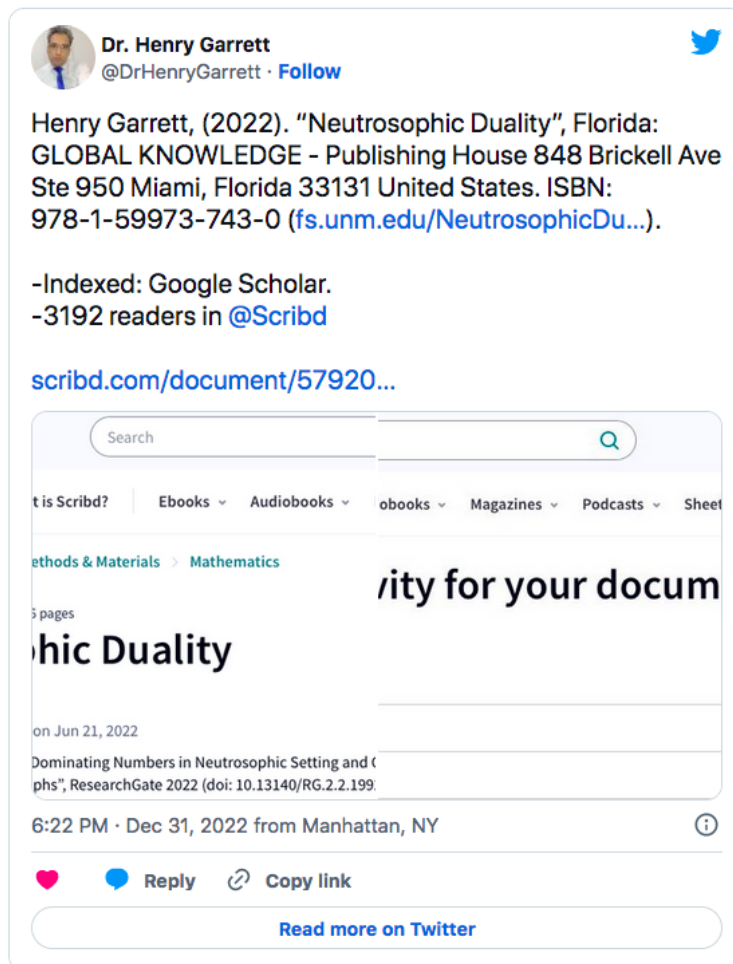 Dr. Henry Garrett
@DrHenryGarrett · Follow
Henry Garrett, (2022). “Neutrosophic Duality”, Florida:
GLOBAL KNOWLEDGE - Publishing House 848 Brickell Ave
Ste 950 Miami, Florida 33131 United States. ISBN:
978-1-59973-743-0 (fs.unm.edu/NeutrosophicDu...).
-Indexed: Google Scholar.
-3192 readers in @Scribd
scribd.com/document/57920...
Search
t is Scribd? Ebooks Audiobooks
obooks Magazines Podcasts Sheet
ethods & Materials > Mathematics
vity for your docum
pages
hic Duality
on Jun 21, 2022
Dominating Numbers in Neutrosophic Setting and
phs”, ResearchGate 2022 (doi: 10.13140/RG.2.2.199
6:22 PM · Dec 31, 2022 from Manhattan, NY
Reply Copy link
Read more on Twitter